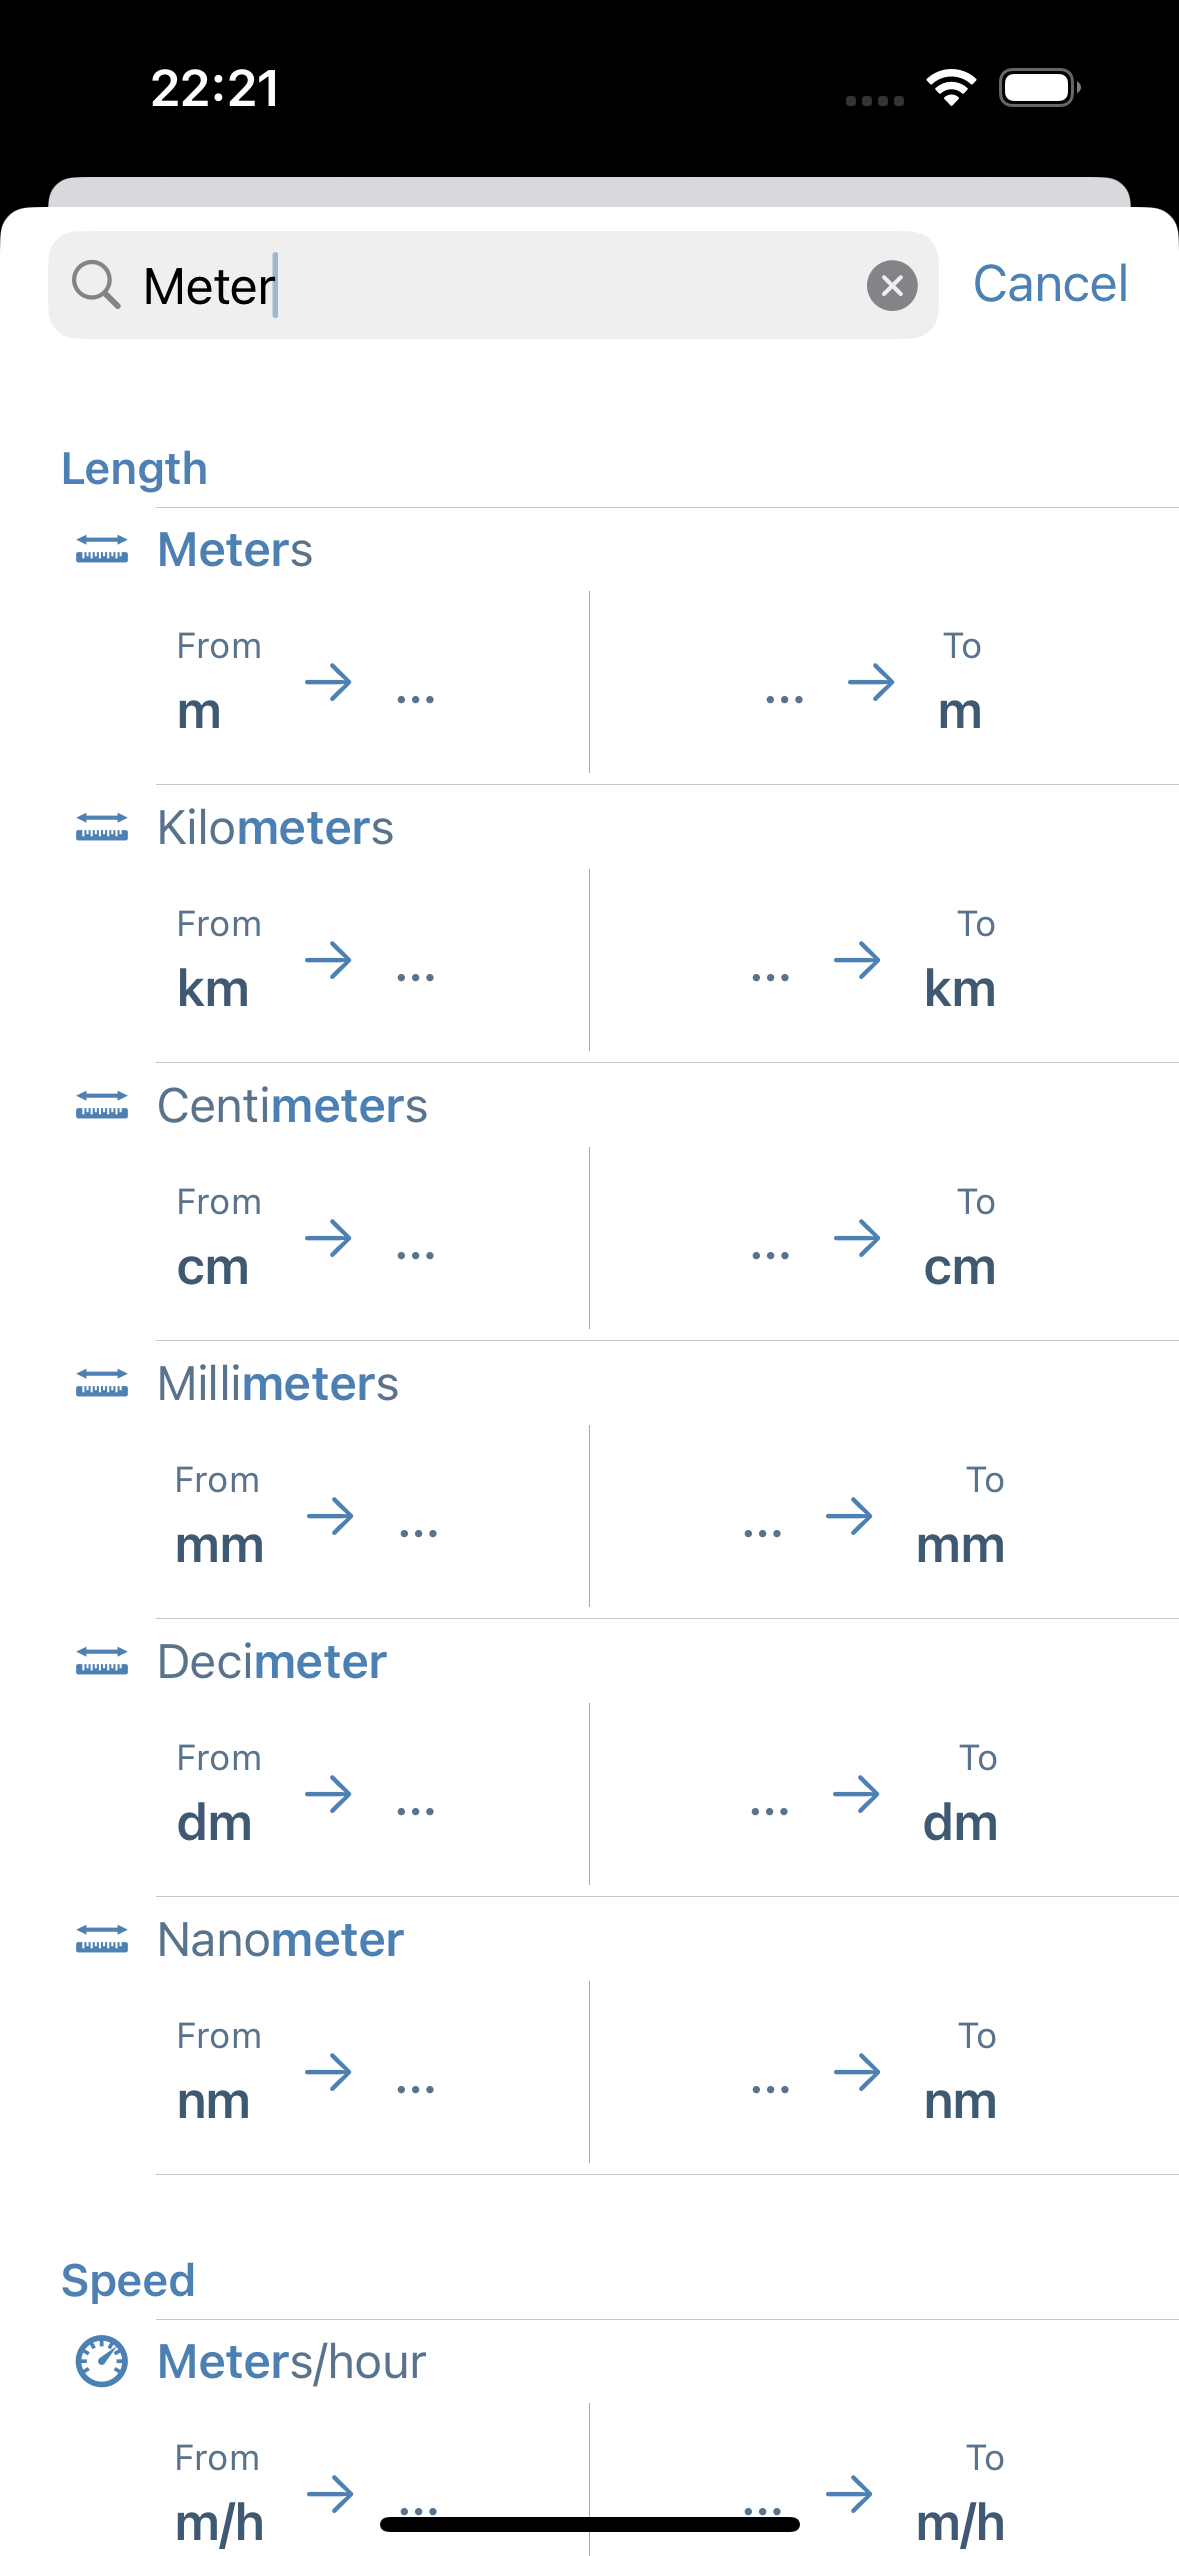 22:21
Meter
Cancel
Length
Meters
From To
m → ... ... → m
Kilometers
From To
km → ... ... → km
Centimeters
From To
cm → ... ... → cm
Millimeters
From To
mm → ... ... → mm
Decimeter
From To
dm → ... ... → dm
Nanometer
From To
nm → ... ... → nm
Speed
Meters/hour
From To
m/h → ... ... → m/h